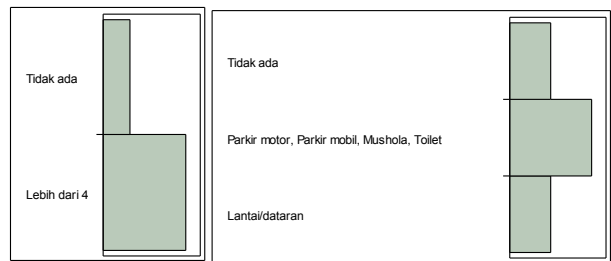 Tidak ada
Lebih dari 4
Tidak ada
Parkir motor, Parkir mobil, Mushola, Toilet
Lantai/dataran